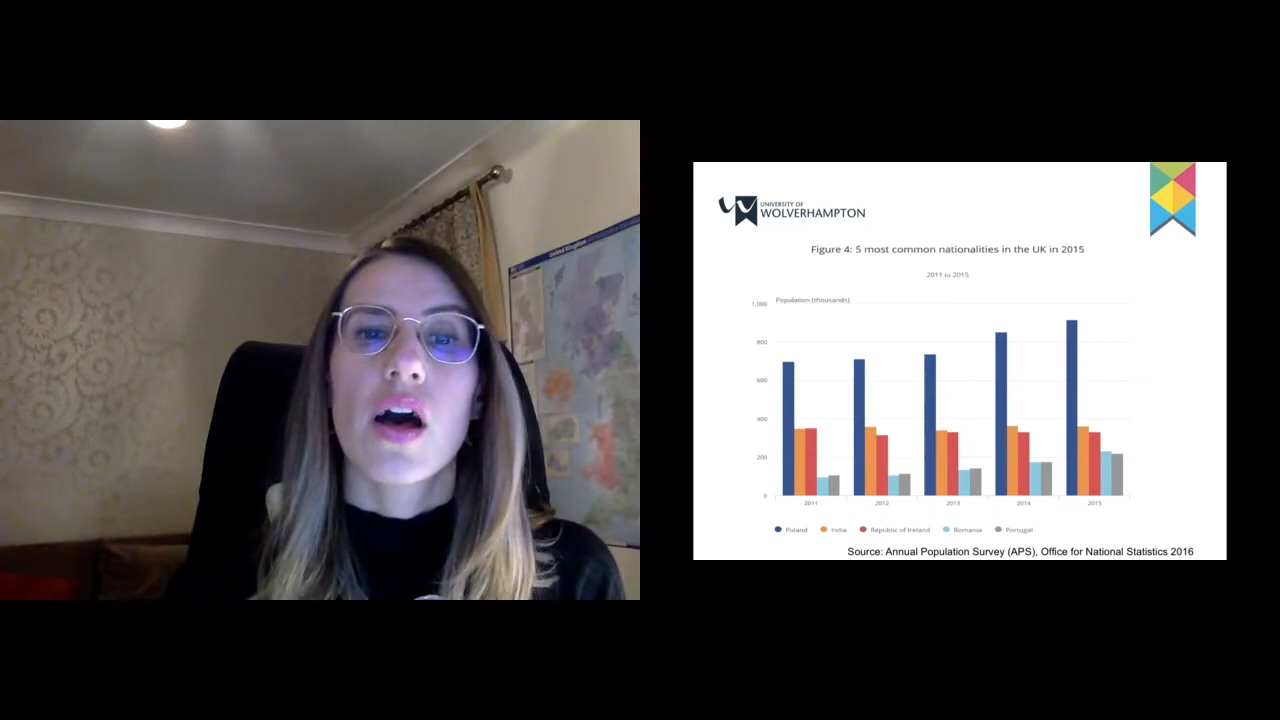 United Kingdom
UNIVERSITY OF
WOLVERHAMPTON
Figure 4: 5 most common nationalities in the UK in 2015
2011 to 2015
Population (thousands)
1,000
800
600
400
200
0
2011 2012 2013 2014 2015
Poland India Republic of Ireland Romania Portugal
Source: Annual Population Survey (APS), Office for National Statistics 2016